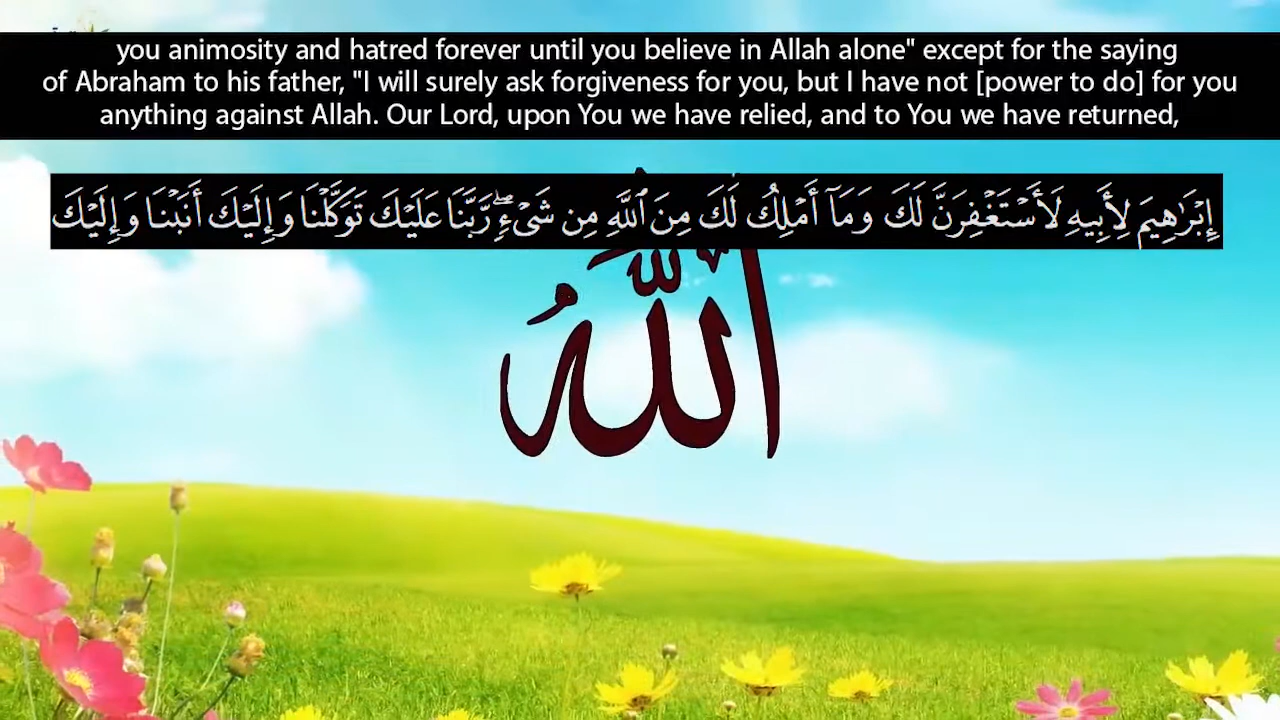 you animosity and hatred forever until you believe in Allah alone" except for the saying
of Abraham to his father, "I will surely ask forgiveness for you, but I have not [power to do] for you
anything against Allah. Our Lord, upon You we have relied, and to You we have returned,
إِبْرَٰهِيمَ لِأَبِيهِ لَأَسْتَغْفِرَنَّ لَكَ وَمَآ أَمْلِكُ لَكَ مِنَ ٱللَّهِ مِن شَىْءٍۢ ۖ رَّبَّنَا عَلَيْكَ تَوَكَّلْنَا وَإِلَيْكَ أَنَبْنَا وَإِلَيْكَ
اللَّهُ